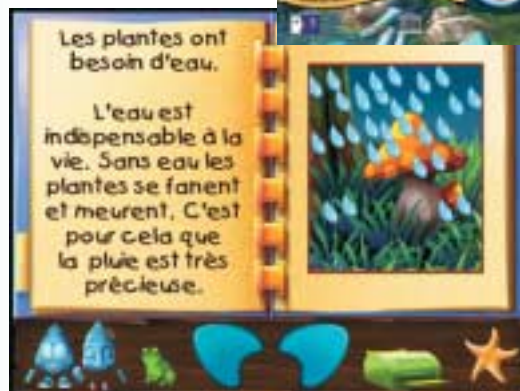 Les plantes ont
besoin d'eau.
L'eau est
indispensable à la
vie. Sans eau les
plantes se fanent
et meurent. C'est
pour cela que
la pluie est très
précieuse.